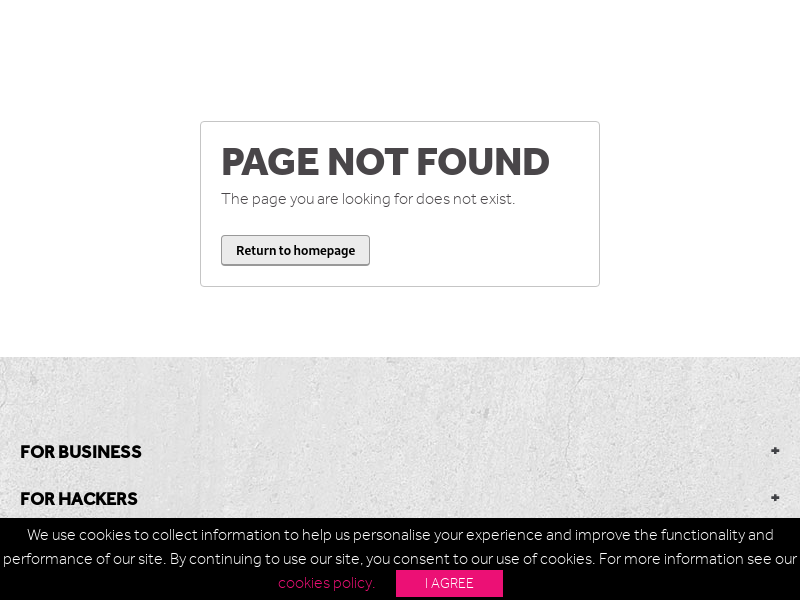 PAGE NOT FOUND
The page you are looking for does not exist.
Return to homepage
FOR BUSINESS +
FOR HACKERS +
We use cookies to collect information to help us personalise your experience and improve the functionality and
performance of our site. By continuing to use our site, you consent to our use of cookies. For more information see our
cookies policy. I AGREE